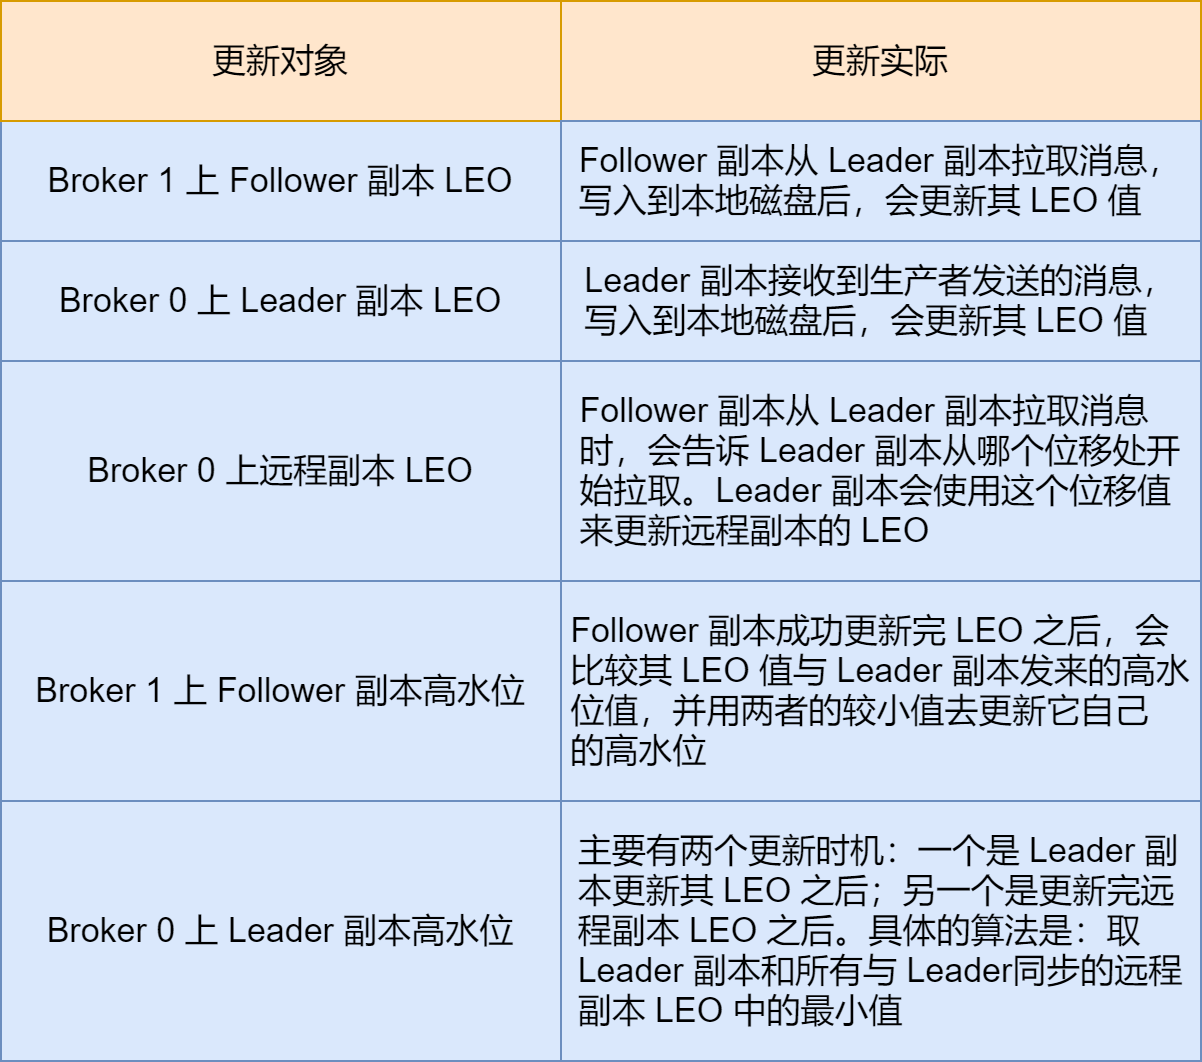 更新对象
更新实际
Broker 1 上 Follower 副本 LEO
Follower 副本从 Leader 副本拉取消息，
写入到本地磁盘后，会更新其 LEO 值
Broker 0 上 Leader 副本 LEO
Leader 副本接收到生产者发送的消息，
写入到本地磁盘后，会更新其 LEO 值
Broker 0 上远程副本 LEO
Follower 副本从 Leader 副本拉取消息
时，会告诉 Leader 副本从哪个位移处开
始拉取。Leader 副本会使用这个位移值
来更新远程副本的 LEO
Broker 1 上 Follower 副本高水位
Follower 副本成功更新完 LEO 之后，会
比较其 LEO 值与 Leader 副本发来的高水
位值，并用两者的较小值去更新它自己
的高水位
Broker 0 上 Leader 副本高水位
主要有两个更新时机：一个是 Leader 副
本更新其 LEO 之后；另一个是更新完远
程副本 LEO 之后。具体的算法是：取
Leader 副本和所有与 Leader同步的远程
副本 LEO 中的最小值